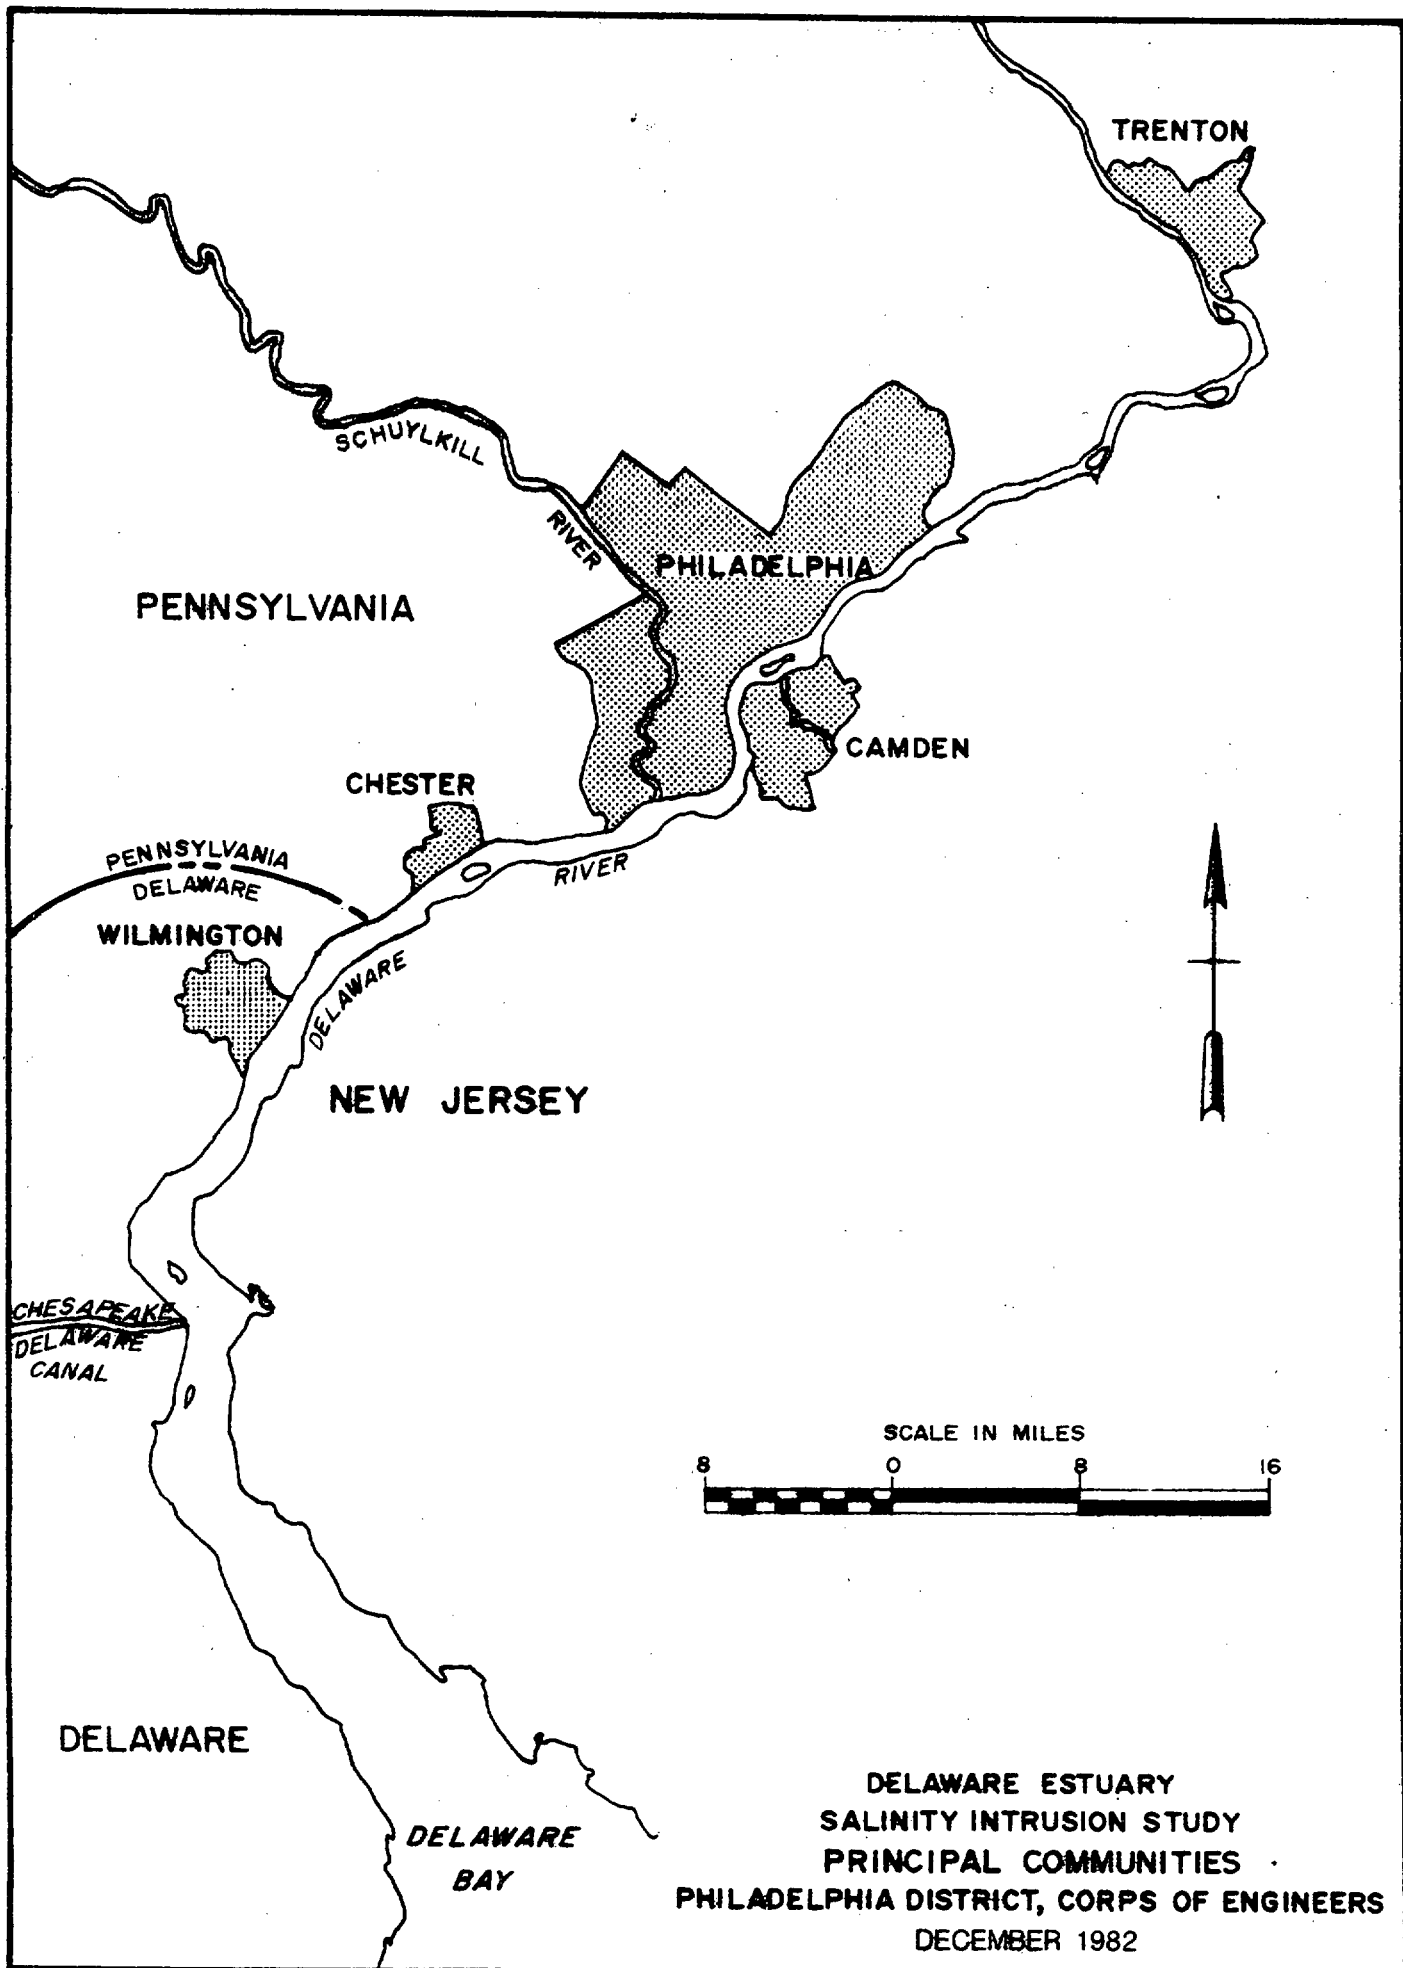 TRENTON
SCHUYLKILL
RIVER
PHILADELPHIA
PENNSYLVANIA
CAMDEN
CHESTER
PENNSYLVANIA
DELAWARE
RIVER
WILMINGTON
DELAWARE
NEW JERSEY
CHESAPEAKE
DELAWARE
CANAL
SCALE IN MILES
8 0 8 16
DELAWARE
DELAWARE
BAY
DELAWARE ESTUARY
SALINITY INTRUSION STUDY
PRINCIPAL COMMUNITIES
PHILADELPHIA DISTRICT, CORPS OF ENGINEERS
DECEMBER 1982